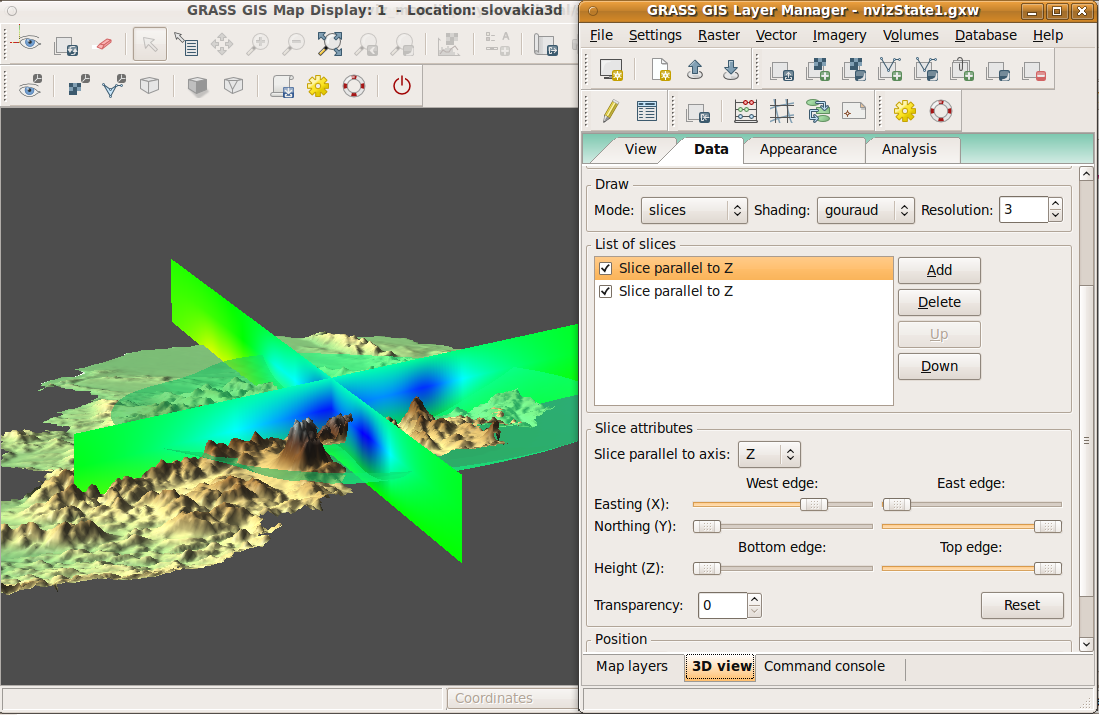 GRASS GIS Map Display: 1 - Location: slovakia3d
GRASS GIS Layer Manager - nvizState1.gxw
File Settings Raster Vector Imagery Volumes Database Help
View Data Appearance Analysis
Draw
Mode: slices Shading: gouraud Resolution: 3
List of slices
Slice parallel to Z
Slice parallel to Z
Add
Delete
Up
Down
Slice attributes
Slice parallel to axis: Z
West edge: East edge:
Easting (X):
Northing (Y):
Bottom edge: Top edge:
Height (Z):
Transparency: 0 Reset
Position
Map layers 3D view Command console
Coordinates